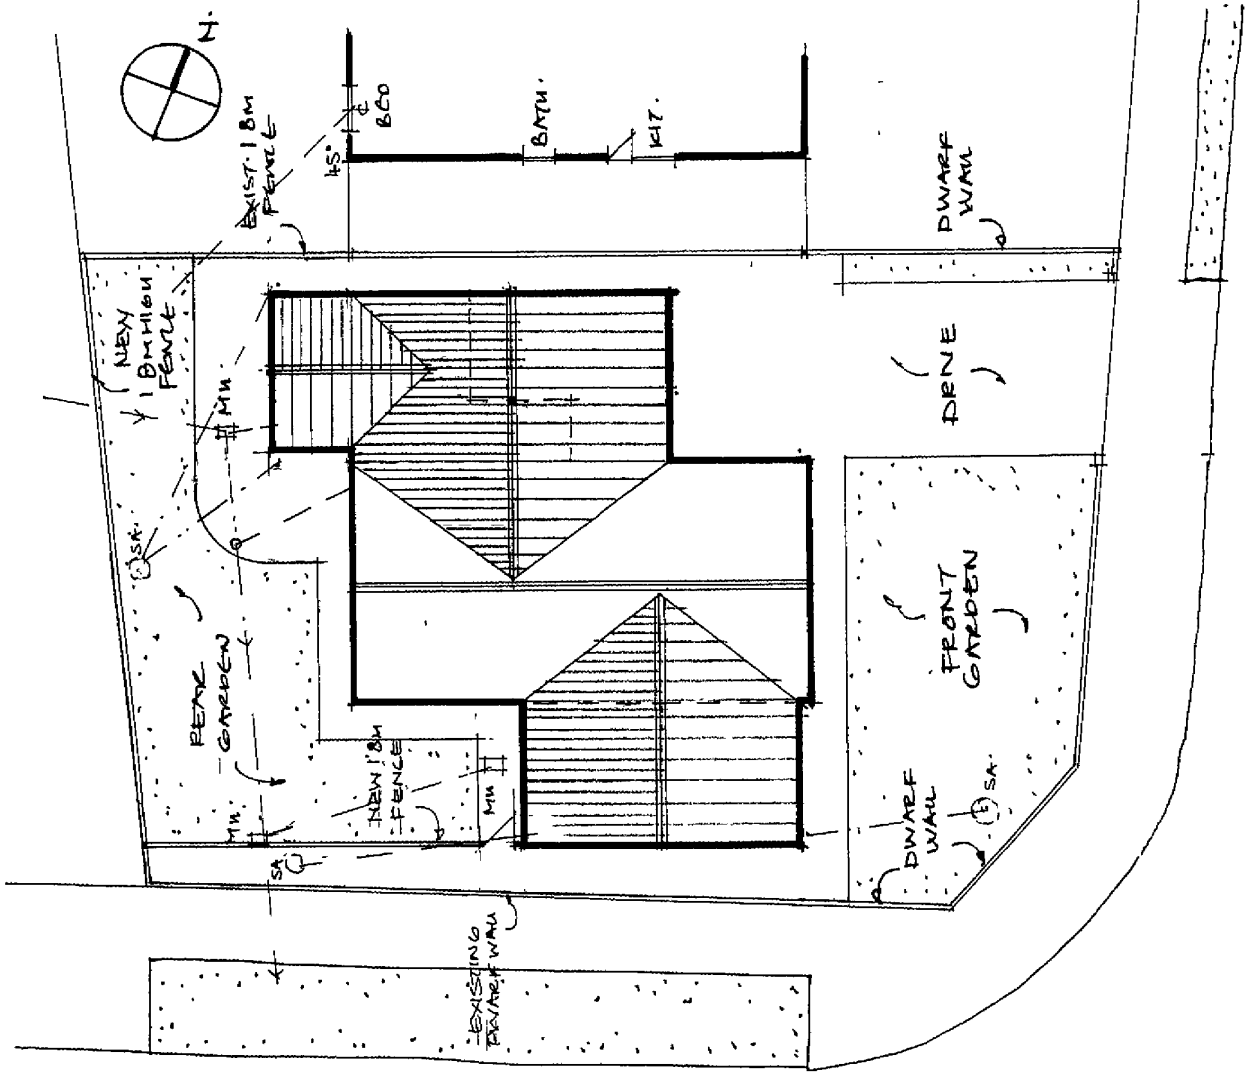 N.
EXIST. 1·8M
FENCE
45°
BED
BATH.
KIT.
DWARF
WALL
NEW
1·8M HIGH
FENCE
MH.
SA.
REAR
GARDEN
DRIVE
FRONT
GARDEN
NEW 1·8M
FENCE
MH
MH
SA
DWARF
WALL
SA.
EXISTING
DWARF WALL